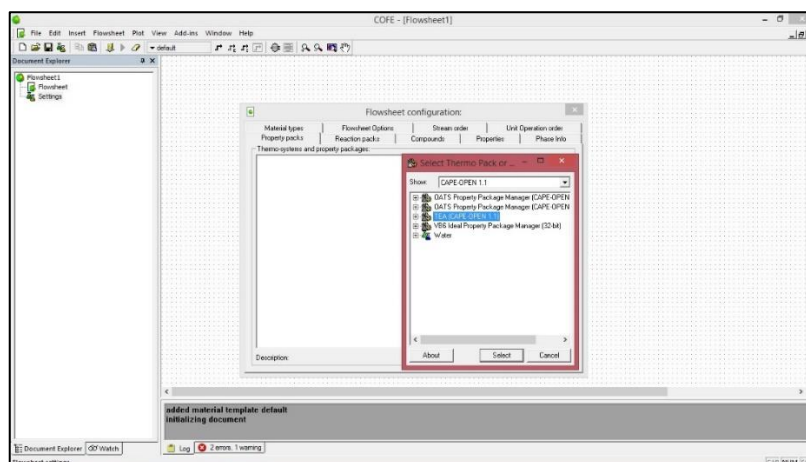 COFE - [Flowsheet1]
File Edit Insert Flowsheet Plot View Add-ins Window Help
default
Document Explorer
Flowsheet1
Flowsheet
Settings
Flowsheet configuration:
Material types Flowsheet Options Stream order Unit Operation order
Property packs Reaction packs Compounds Properties Phase Info
Thermo-systems and property packages:
Select Thermo Pack or ...
Show: CAPE-OPEN 1.1
OATS Property Package Manager (CAPE-OPEN
OATS Property Package Manager (CAPE-OPEN
TEA (CAPE-OPEN 1.1)
VB6 Ideal Property Package Manager (32-bit)
Water
Description:
About Select Cancel
added material template default
initializing document
Document Explorer Watch
Log 2 errors, 1 warning